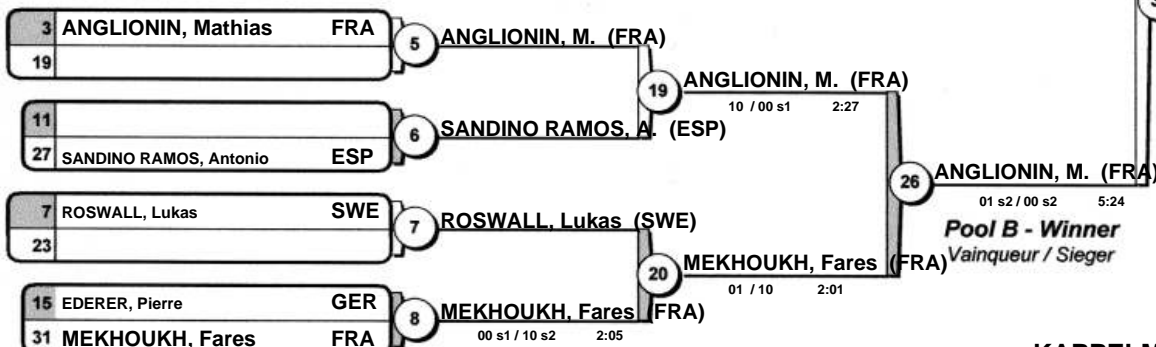 3 ANGLIONIN, Mathias FRA
19
5 ANGLIONIN, M. (FRA)
19 ANGLIONIN, M. (FRA)
10 / 00 s1 2:27
11
27 SANDINO RAMOS, Antonio ESP
6 SANDINO RAMOS, A. (ESP)
26 ANGLIONIN, M. (FRA)
01 s2 / 00 s2 5:24
Pool B - Winner
Vainqueur / Sieger
7 ROSWALL, Lukas SWE
23
7 ROSWALL, Lukas (SWE)
20 MEKHOUKH, Fares (FRA)
01 / 10 2:01
15 EDERER, Pierre GER
31 MEKHOUKH, Fares FRA
8 MEKHOUKH, Fares (FRA)
00 s1 / 10 s2 2:05